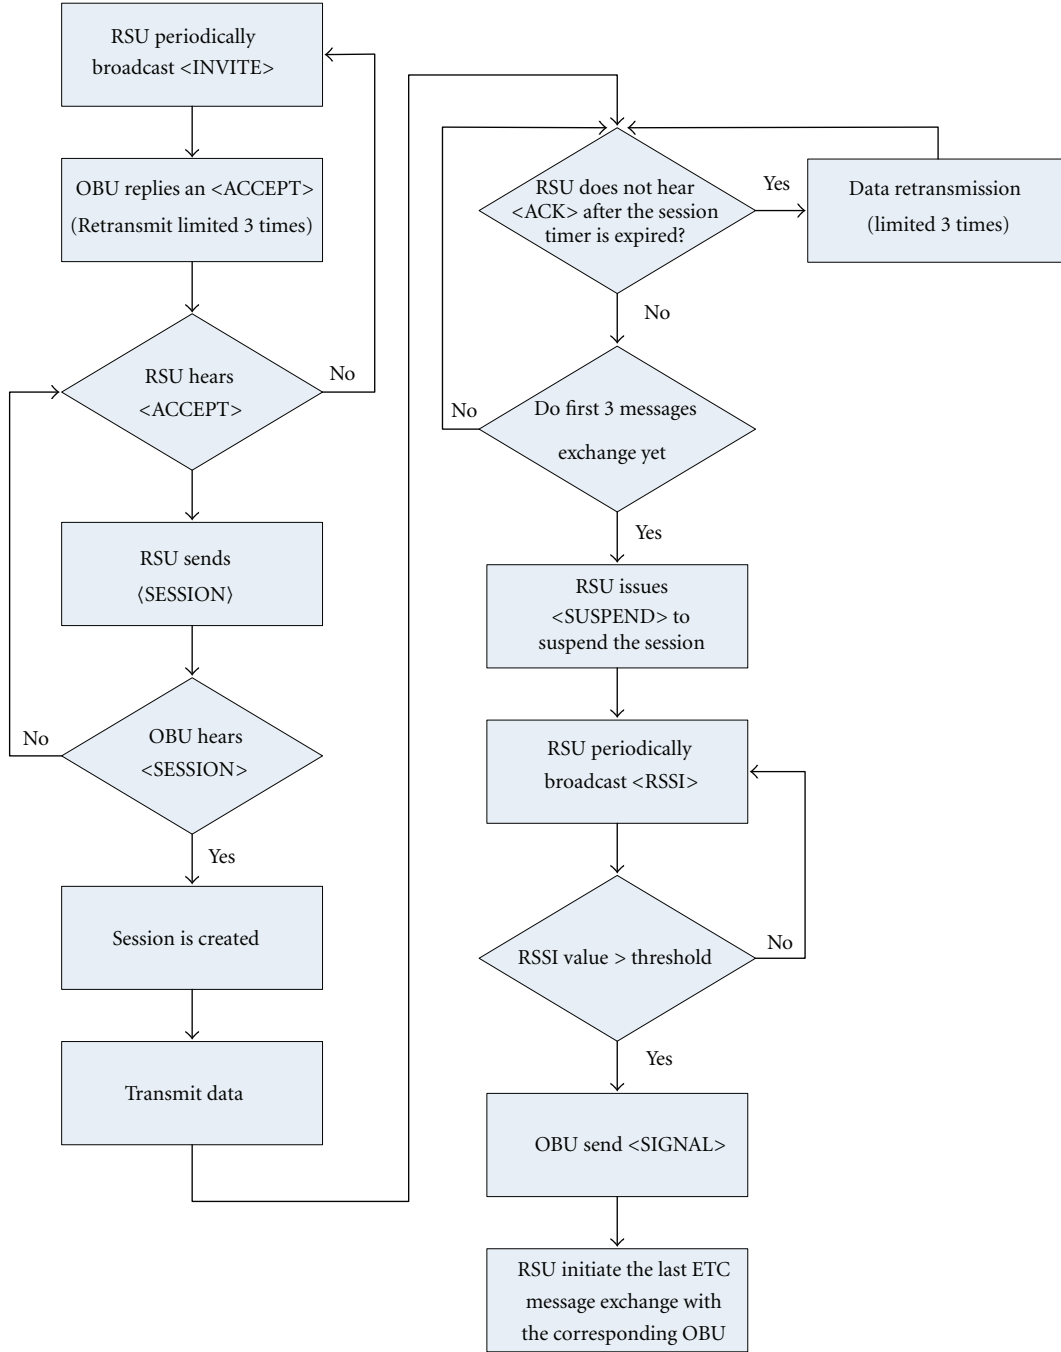 RSU periodically
broadcast <INVITE>
OBU replies an <ACCEPT>
(Retransmit limited 3 times)
RSU hears
<ACCEPT>
No
RSU sends
⟨SESSION⟩
OBU hears
<SESSION>
No
Yes
Session is created
Transmit data
RSU does not hear
<ACK> after the session
timer is expired?
Yes
Data retransmission
(limited 3 times)
No
Do first 3 messages
exchange yet
No
Yes
RSU issues
<SUSPEND> to
suspend the session
RSU periodically
broadcast <RSSI>
RSSI value > threshold
No
Yes
OBU send <SIGNAL>
RSU initiate the last ETC
message exchange with
the corresponding OBU